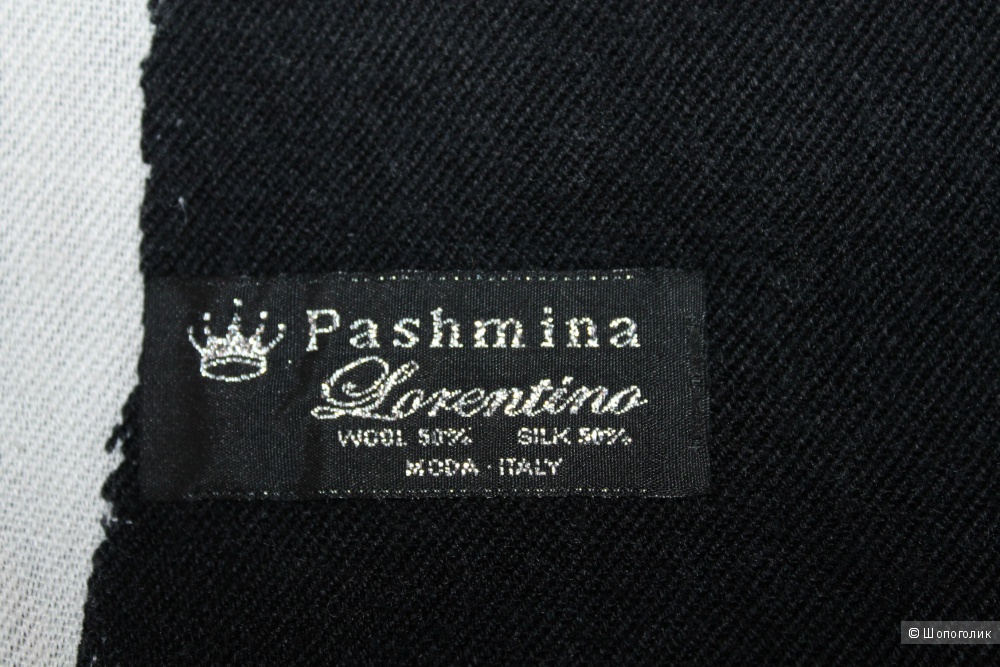 Pashmina
Lorentino
WOOL 50% SILK 50%
MODA - ITALY
© Шопоголик